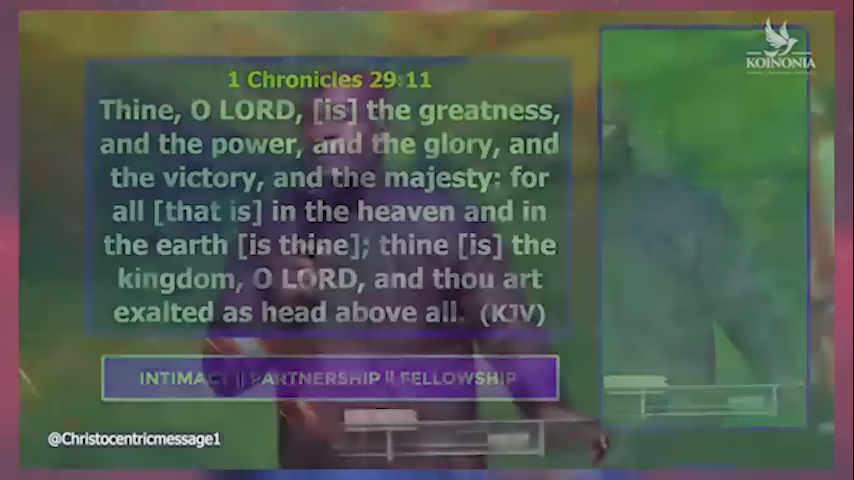 KOINONIA
1 Chronicles 29:11
Thine, O LORD, [is] the greatness,
and the power, and the glory, and
the victory, and the majesty: for
all [that is] in the heaven and in
the earth [is thine]; thine [is] the
kingdom, O LORD, and thou art
exalted as head above all. (KJV)
INTIMACY || PARTNERSHIP || FELLOWSHIP
@Christocentricmessage1